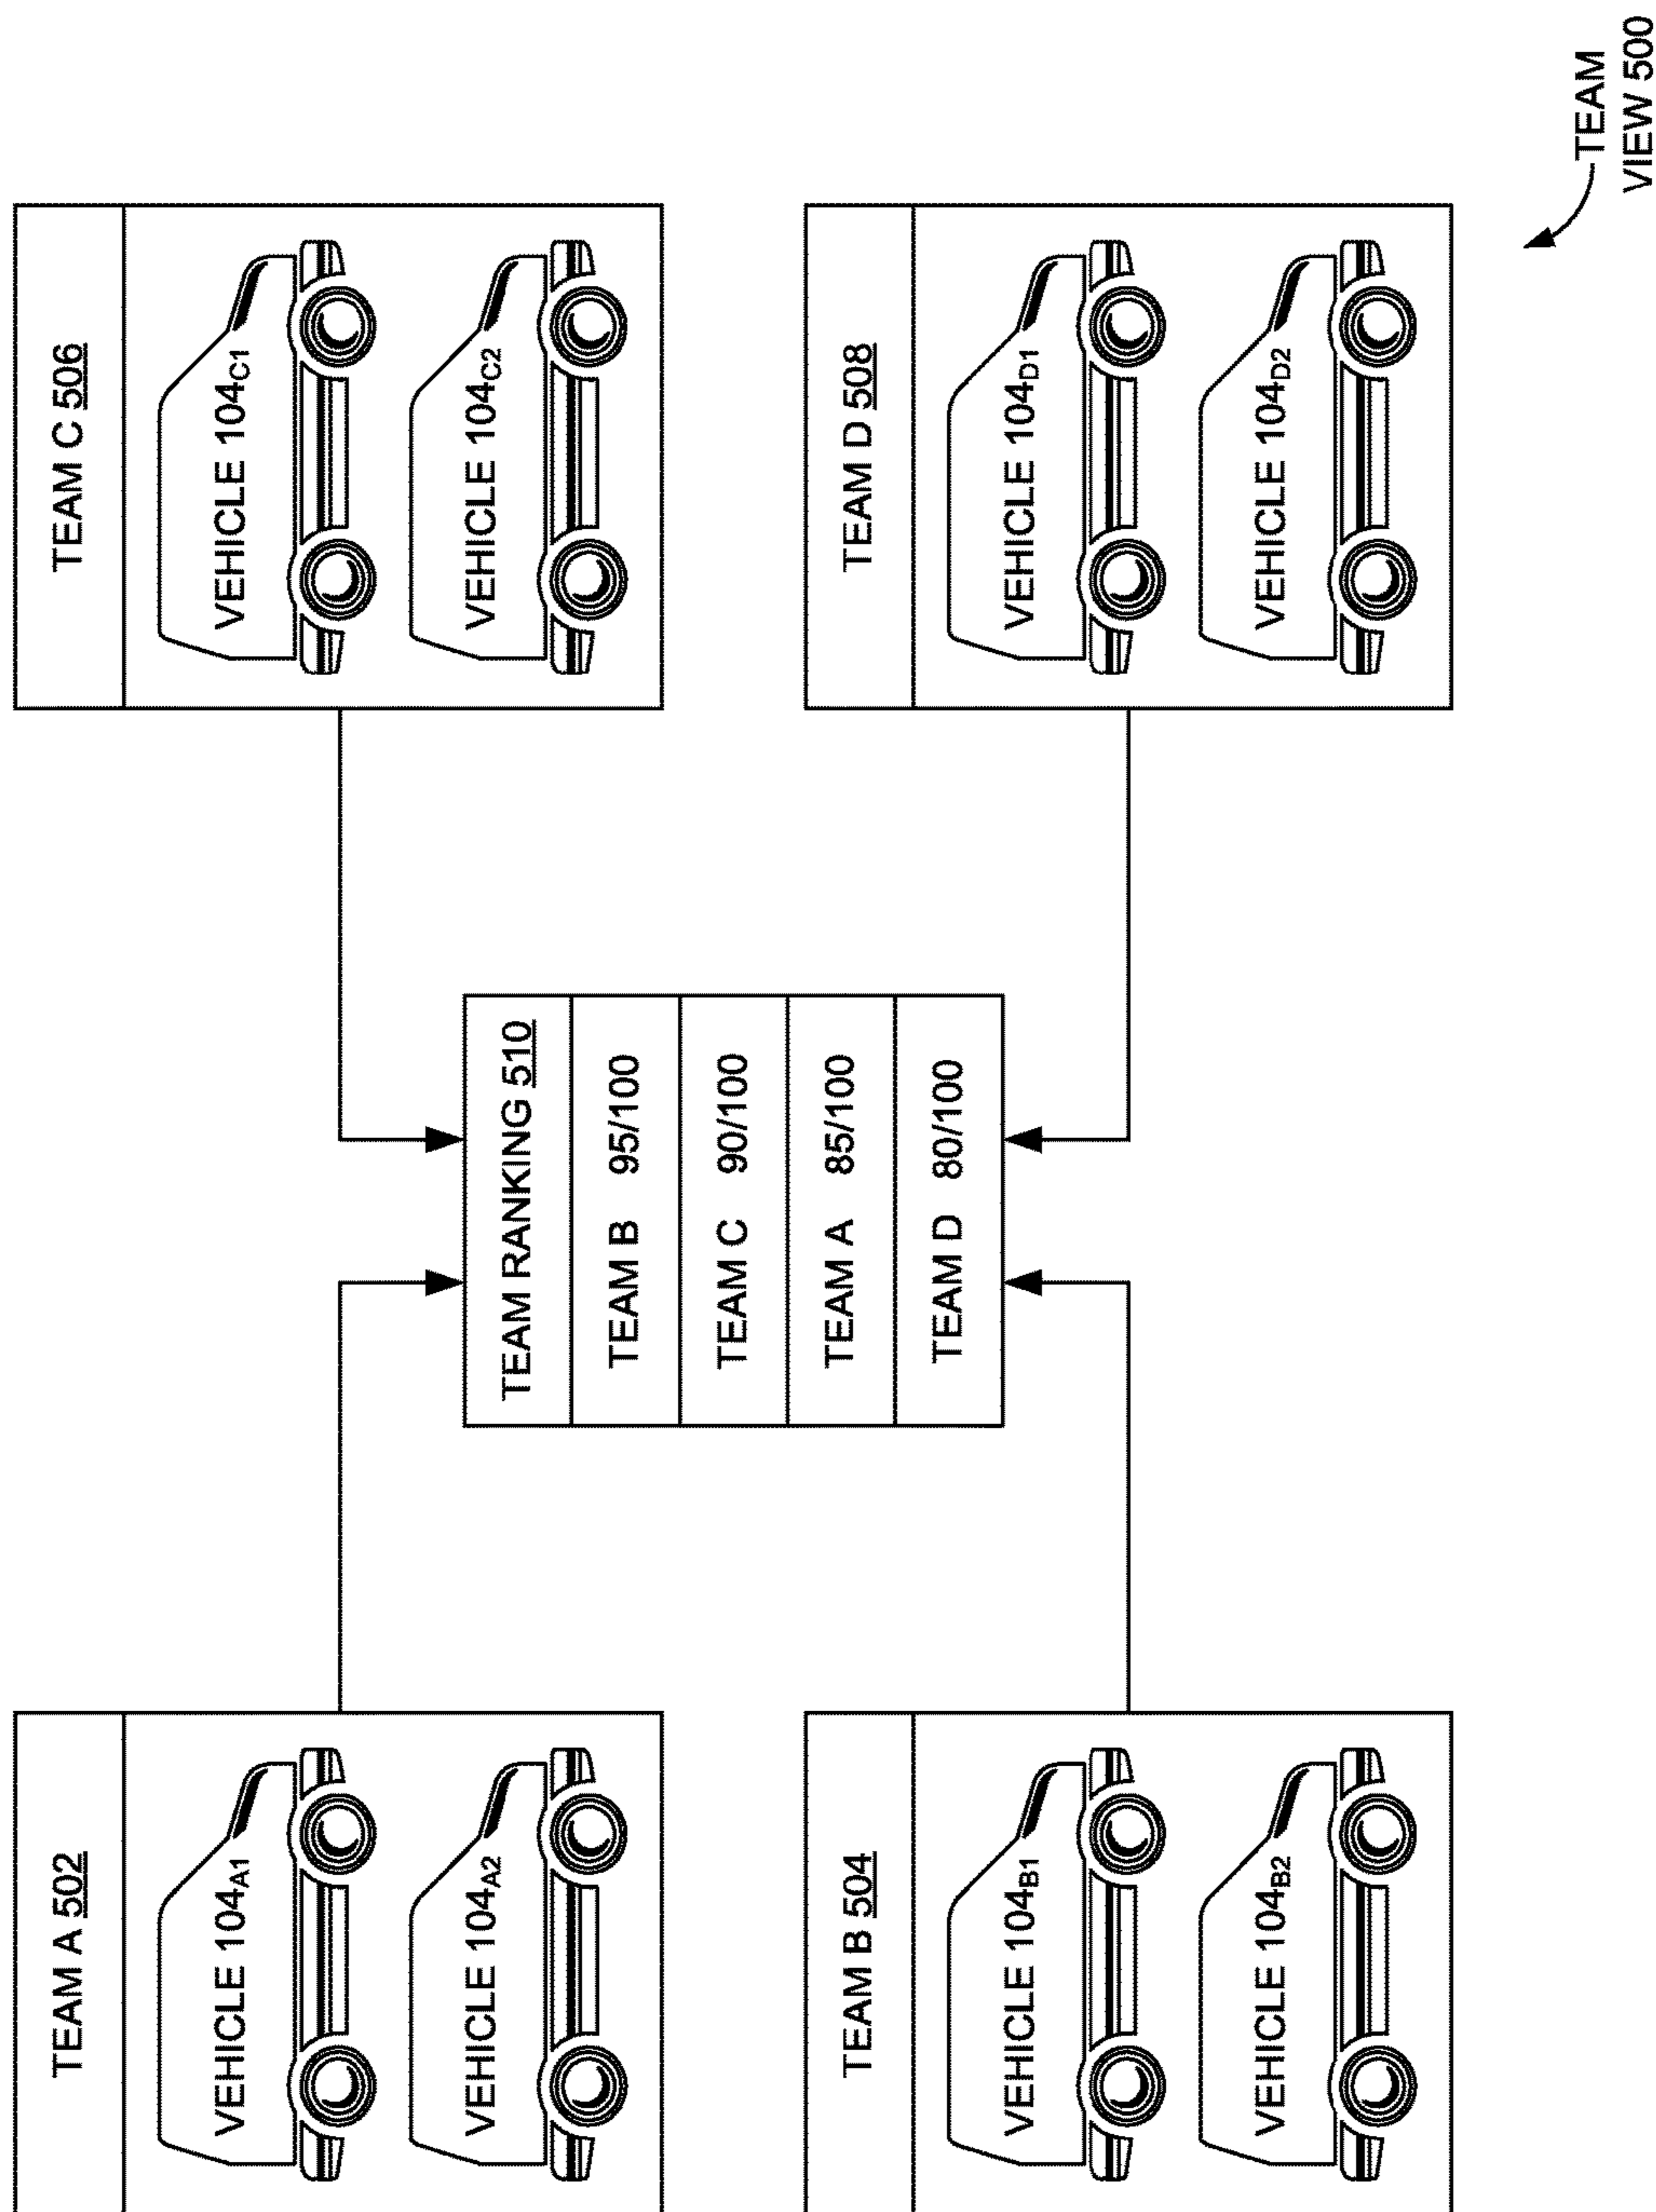 TEAM A 502
VEHICLE 104A1
VEHICLE 104A2
TEAM B 504
VEHICLE 104B1
VEHICLE 104B2
TEAM RANKING 510
TEAM B 95/100
TEAM C 90/100
TEAM A 85/100
TEAM D 80/100
TEAM C 506
VEHICLE 104C1
VEHICLE 104C2
TEAM D 508
VEHICLE 104D1
VEHICLE 104D2
TEAM
VIEW 500